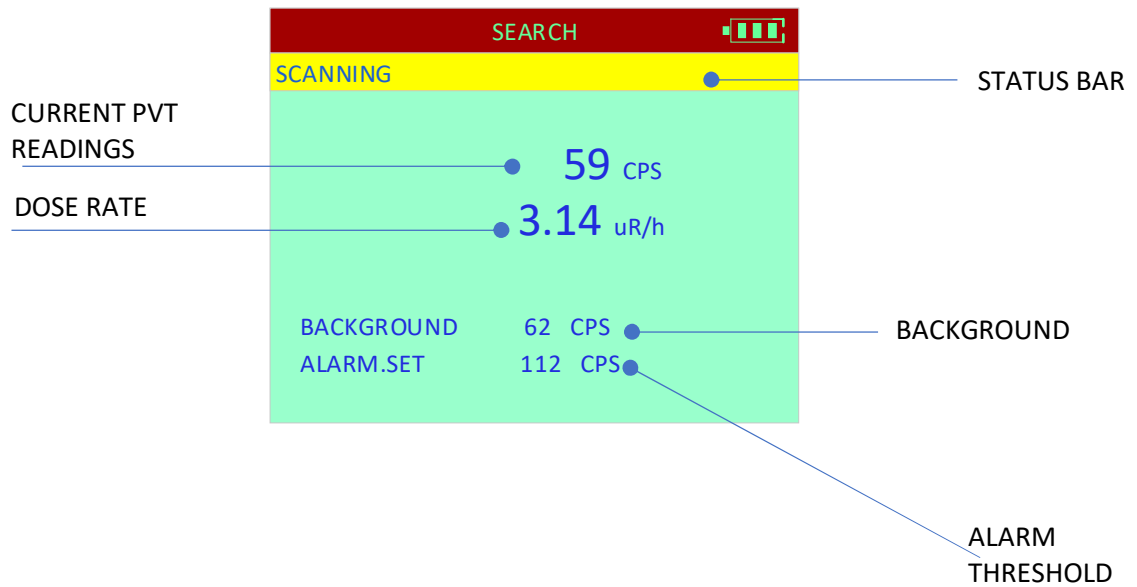 SEARCH
SCANNING
STATUS BAR
CURRENT PVT
READINGS
59 CPS
DOSE RATE
3.14 uR/h
BACKGROUND 62 CPS
BACKGROUND
ALARM.SET 112 CPS
ALARM
THRESHOLD